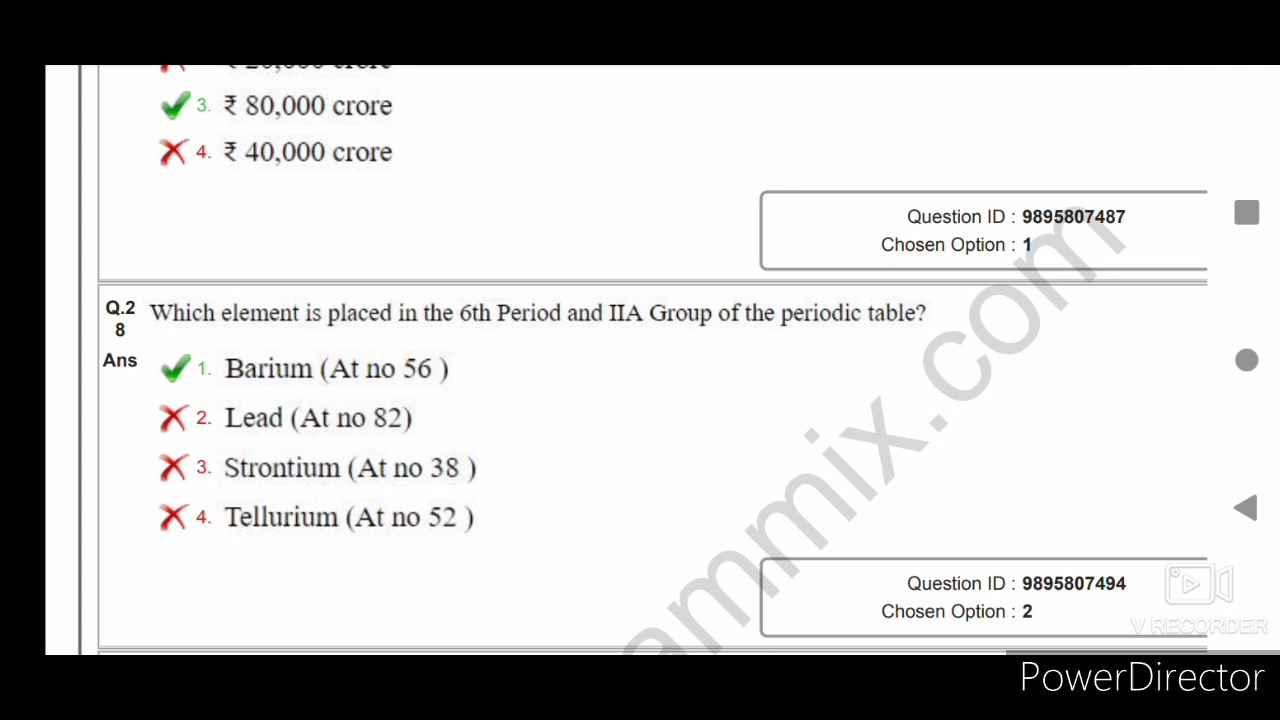 3. ₹ 80,000 crore
4. ₹ 40,000 crore
Question ID : 9895807487
Chosen Option : 1
Q.2
8
Which element is placed in the 6th Period and IIA Group of the periodic table?
Ans
1. Barium (At no 56 )
2. Lead (At no 82)
3. Strontium (At no 38 )
4. Tellurium (At no 52 )
Question ID : 9895807494
Chosen Option : 2
ammix.com
V RECORDER
PowerDirector